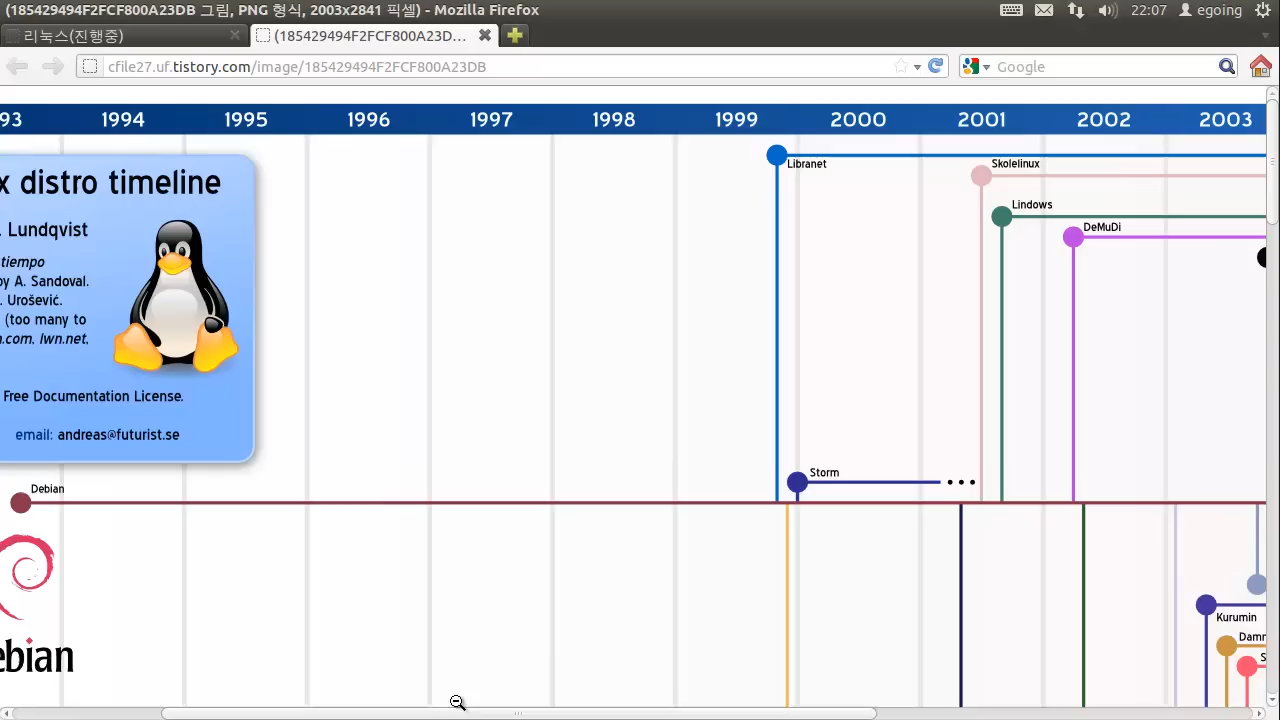 (185429494F2FCF800A23DB 그림, PNG 형식, 2003x2841 픽셀) - Mozilla Firefox
22:07 egoing
리눅스(진행중)
(185429494F2FCF800A23D...
cfile27.uf.tistory.com/image/185429494F2FCF800A23DB
Google
93 1994 1995 1996 1997 1998 1999 2000 2001 2002 2003
x distro timeline
. Lundqvist
tiempo
by A. Sandoval.
. Urošević.
(too many to
n.com. lwn.net.
Free Documentation License.
email: andreas@futurist.se
Libranet
Skolelinux
Lindows
DeMuDi
Storm
Debian
ebian
Kurumin
Damr
S